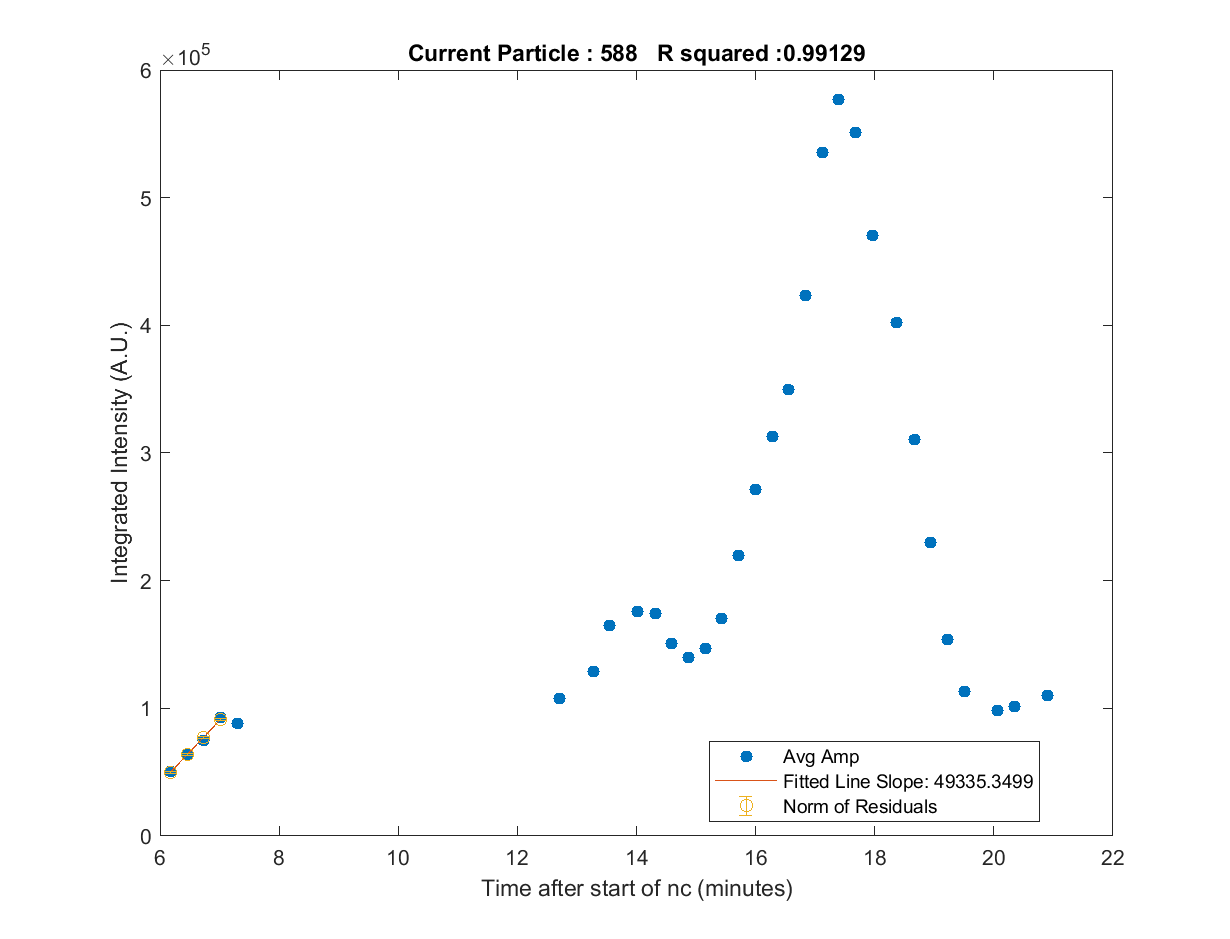 Current Particle : 588   R squared :0.99129
×10^5
6
5
4
3
2
1
0
Integrated Intensity (A.U.)
6 8 10 12 14 16 18 20 22
Time after start of nc (minutes)
Avg Amp
Fitted Line Slope: 49335.3499
Norm of Residuals